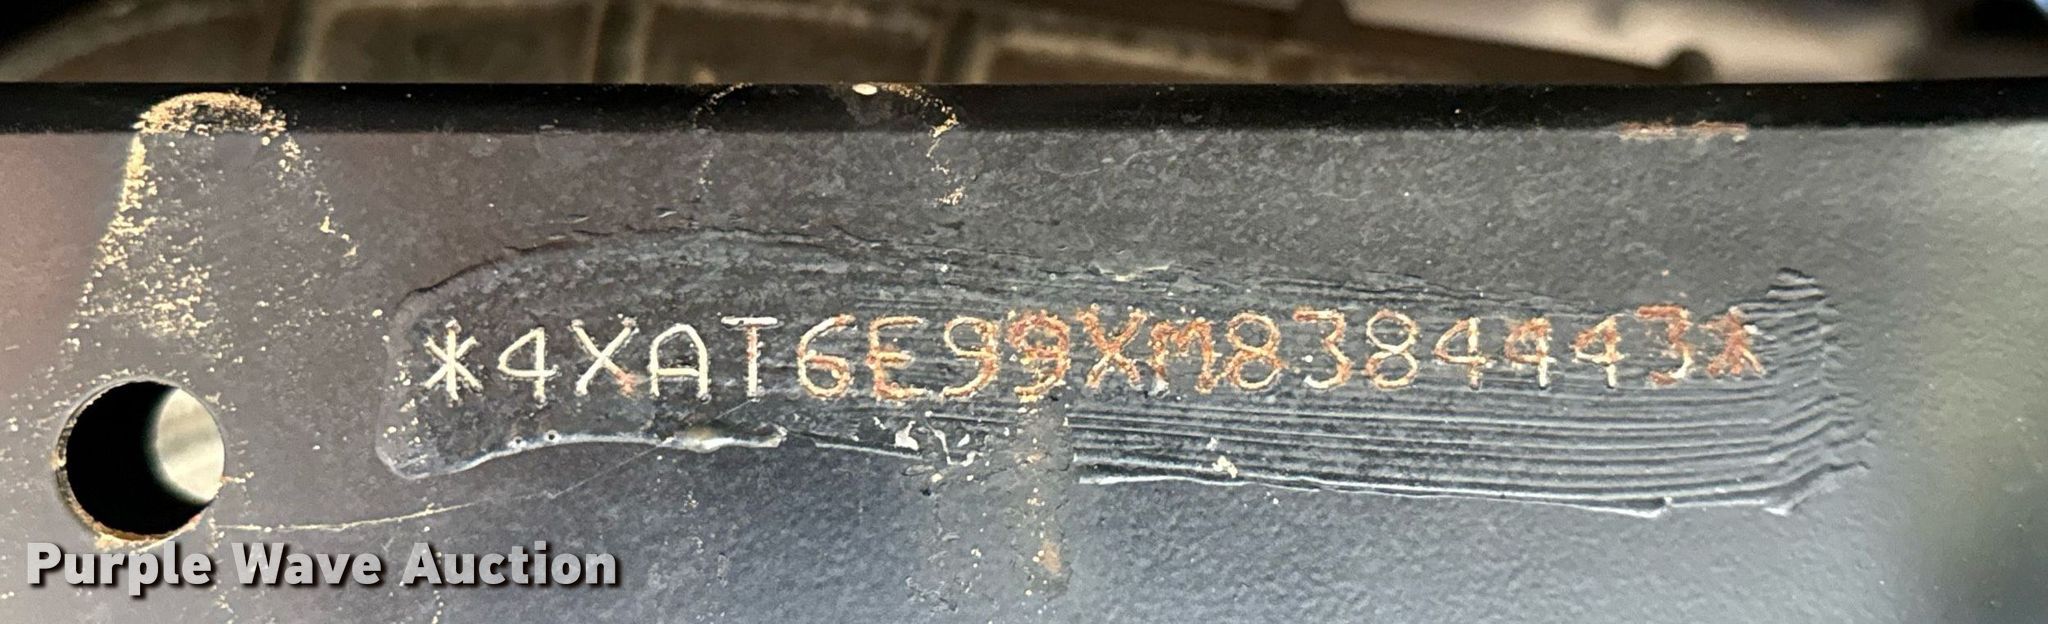 *4XAT6E99XM8384443*
Purple Wave Auction